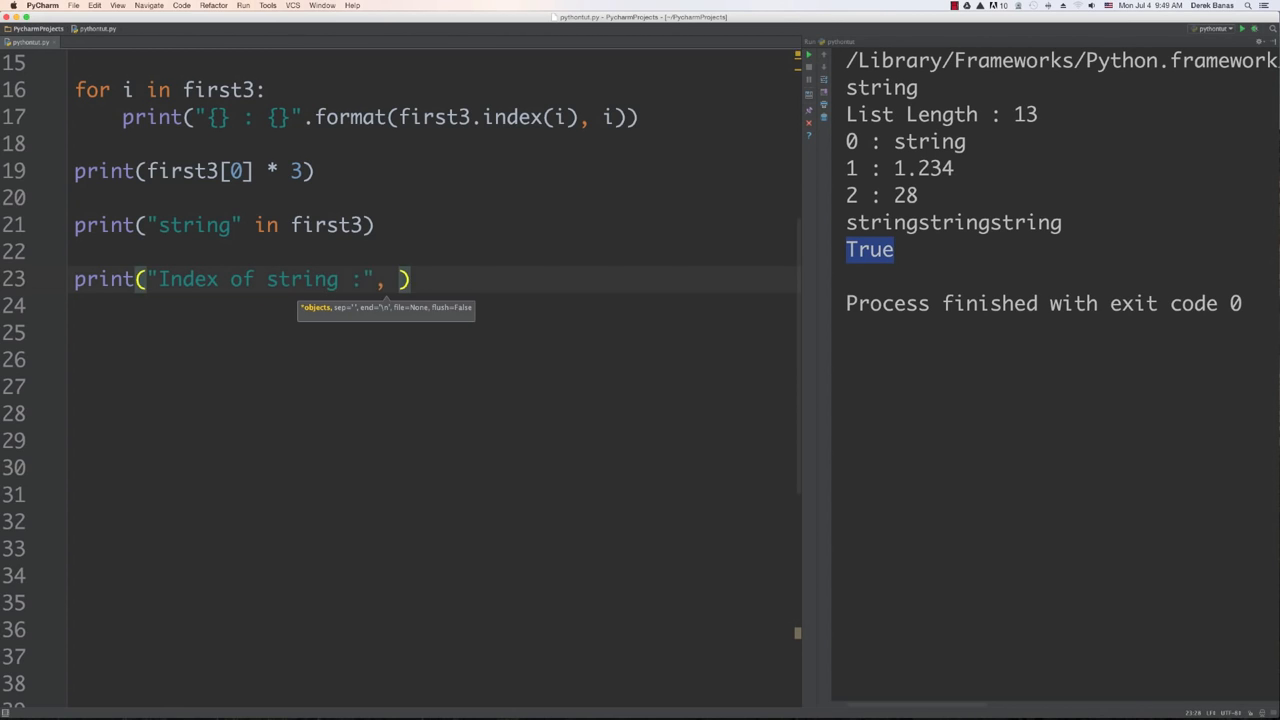 PyCharm File Edit View Navigate Code Refactor Run Tools VCS Window Help 10 Mon Jul 4 9:49 AM Derek Banas
pythontut.py - PycharmProjects - [~/PycharmProjects]
PycharmProjects pythontut.py pythontut
pythontut.py
Run pythontut
15
16 for i in first3:
17 print("{} : {}".format(first3.index(i), i))
18
19 print(first3[0] * 3)
20
21 print("string" in first3)
22
23 print("Index of string :", )
*objects, sep=' ', end='\n', file=None, flush=False
24
25
26
27
28
29
30
31
32
33
34
35
36
37
38
/Library/Frameworks/Python.framework
string
List Length : 13
0 : string
1 : 1.234
2 : 28
stringstringstring
True
Process finished with exit code 0
23:28 LF‡ UTF-8‡